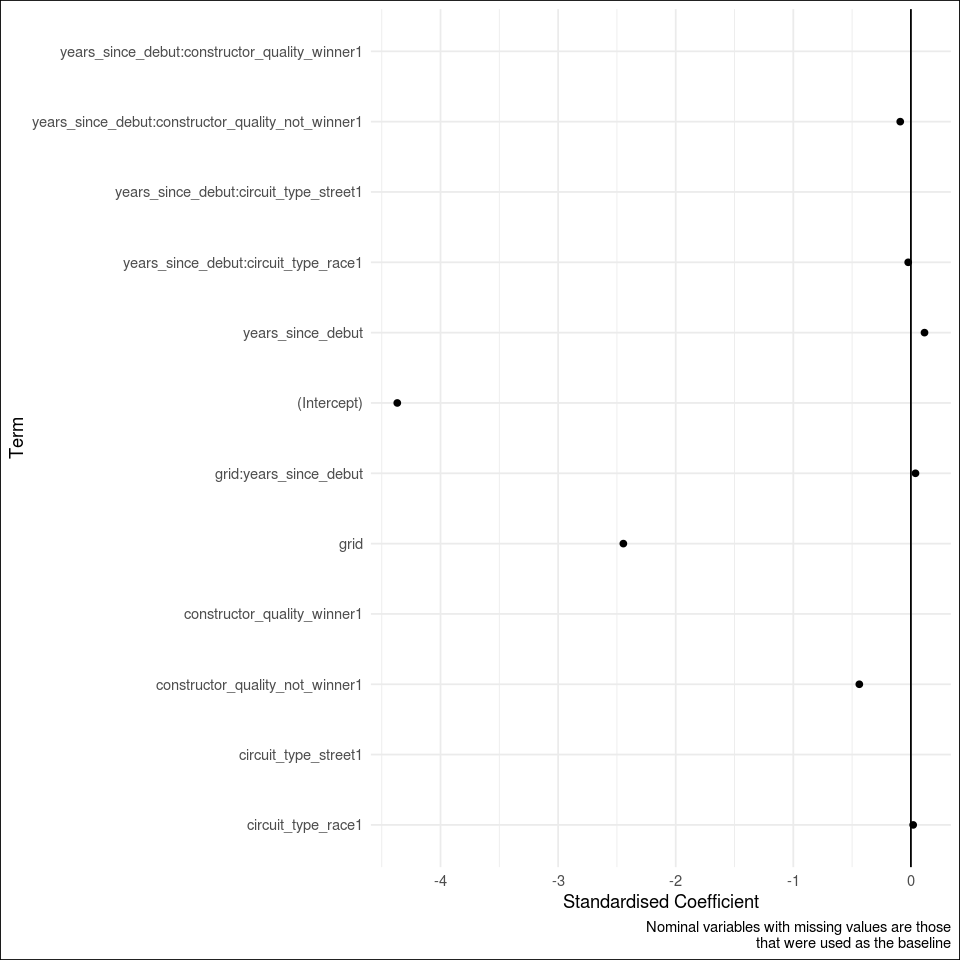 years_since_debut:constructor_quality_winner1
years_since_debut:constructor_quality_not_winner1
years_since_debut:circuit_type_street1
years_since_debut:circuit_type_race1
years_since_debut
(Intercept)
grid:years_since_debut
grid
constructor_quality_winner1
constructor_quality_not_winner1
circuit_type_street1
circuit_type_race1
Term
-4 -3 -2 -1 0
Standardised Coefficient
Nominal variables with missing values are those
that were used as the baseline